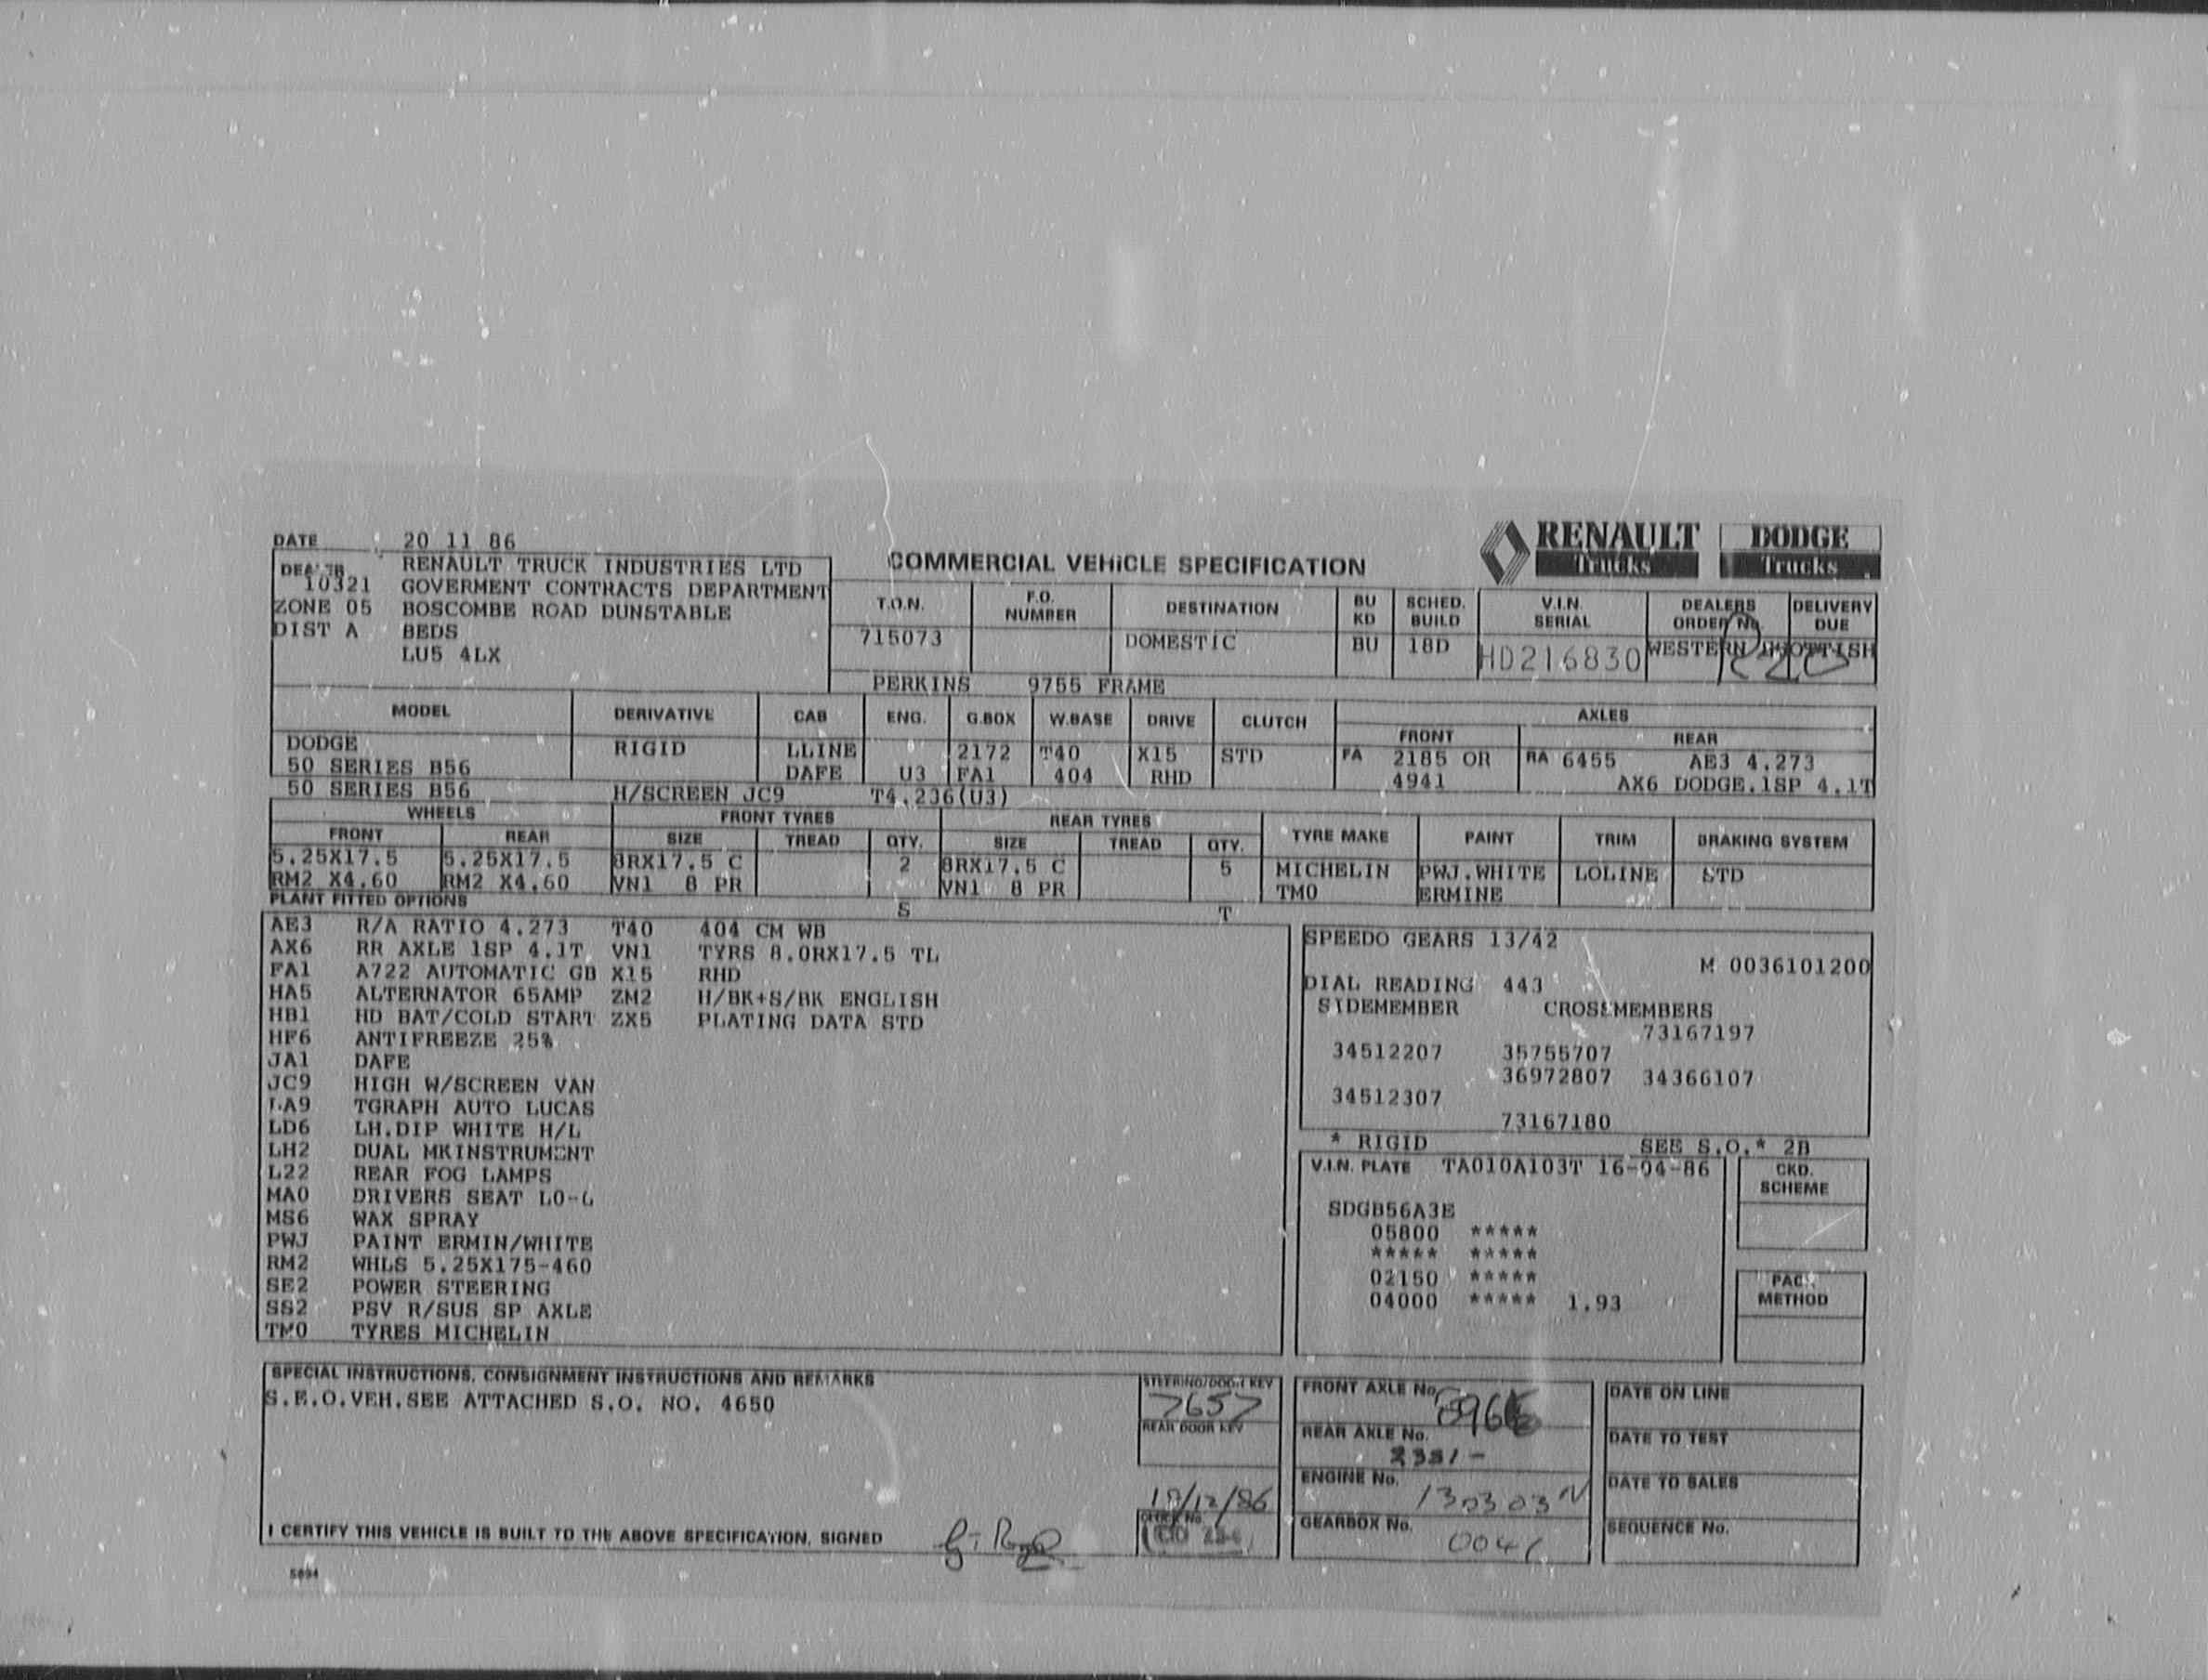 DATE 20 11 86
RENAULT Trucks DODGE Trucks
COMMERCIAL VEHICLE SPECIFICATION
RENAULT TRUCK INDUSTRIES LTD
10321 GOVERMENT CONTRACTS DEPARTMENT
ZONE 05 BOSCOMBE ROAD DUNSTABLE
DIST A BEDS
LU5 4LX
T.O.N. F.O. NUMBER DESTINATION BU KD SCHED. BUILD V.I.N. SERIAL DEALERS ORDER No. DELIVERY DUE
715073 DOMESTIC BU 18D HD216830 WESTERN
PERKINS 9755 FRAME
MODEL DERIVATIVE CAB ENG. G.BOX W.BASE DRIVE CLUTCH AXLES
FRONT REAR
DODGE RIGID LLINE 2172 T40 X15 STD FA 2185 OR RA 6455 AE3 4.273
50 SERIES B56 DAFE U3 FA1 404 RHD 4941 AX6 DODGE.1SP 4.1T
50 SERIES B56 H/SCREEN JC9 T4.236(U3)
WHEELS FRONT TYRES REAR TYRES
FRONT REAR SIZE TREAD QTY. SIZE TREAD QTY. TYRE MAKE PAINT TRIM BRAKING SYSTEM
5.25X17.5 5.25X17.5 8RX17.5 C 2 8RX17.5 C 5 MICHELIN PWJ.WHITE LOLINE STD
RM2 X4.60 RM2 X4.60 VN1 8 PR VN1 8 PR TM0 ERMINE
PLANT FITTED OPTIONS S T
AE3 R/A RATIO 4.273 T40 404 CM WB
AX6 RR AXLE 1SP 4.1T VN1 TYRS 8.0RX17.5 TL
FA1 A722 AUTOMATIC GB X15 RHD
HA5 ALTERNATOR 65AMP ZM2 H/BK+S/BK ENGLISH
HB1 HD BAT/COLD START ZX5 PLATING DATA STD
HF6 ANTIFREEZE 25%
JA1 DAFE
JC9 HIGH W/SCREEN VAN
LA9 TGRAPH AUTO LUCAS
LD6 LH.DIP WHITE H/L
LH2 DUAL MKINSTRUMENT
L22 REAR FOG LAMPS
MA0 DRIVERS SEAT LO-L
MS6 WAX SPRAY
PWJ PAINT ERMIN/WHITE
RM2 WHLS 5.25X175-460
SE2 POWER STEERING
SS2 PSV R/SUS SP AXLE
TM0 TYRES MICHELIN
SPEEDO GEARS 13/42
M 0036101200
DIAL READING 443
SIDEMEMBER CROSSMEMBERS
73167197
34512207 35755707
36972807 34366107
34512307
73167180
* RIGID SEE S.O.* 2B
V.I.N. PLATE TA010A103T 16-04-86
SDGB56A3E
05800 *****
***** *****
02150 *****
04000 ***** 1.93
CKD. SCHEME
PACK METHOD
SPECIAL INSTRUCTIONS, CONSIGNMENT INSTRUCTIONS AND REMARKS
S.E.O.VEH.SEE ATTACHED S.O. NO. 4650
STEERING/DOOR KEY
7657
REAR DOOR KEY
19/12/86
I CERTIFY THIS VEHICLE IS BUILT TO THE ABOVE SPECIFICATION. SIGNED
FRONT AXLE No.
REAR AXLE No.
ENGINE No.
GEARBOX No.
DATE ON LINE
DATE TO TEST
DATE TO SALES
SEQUENCE No.
5094